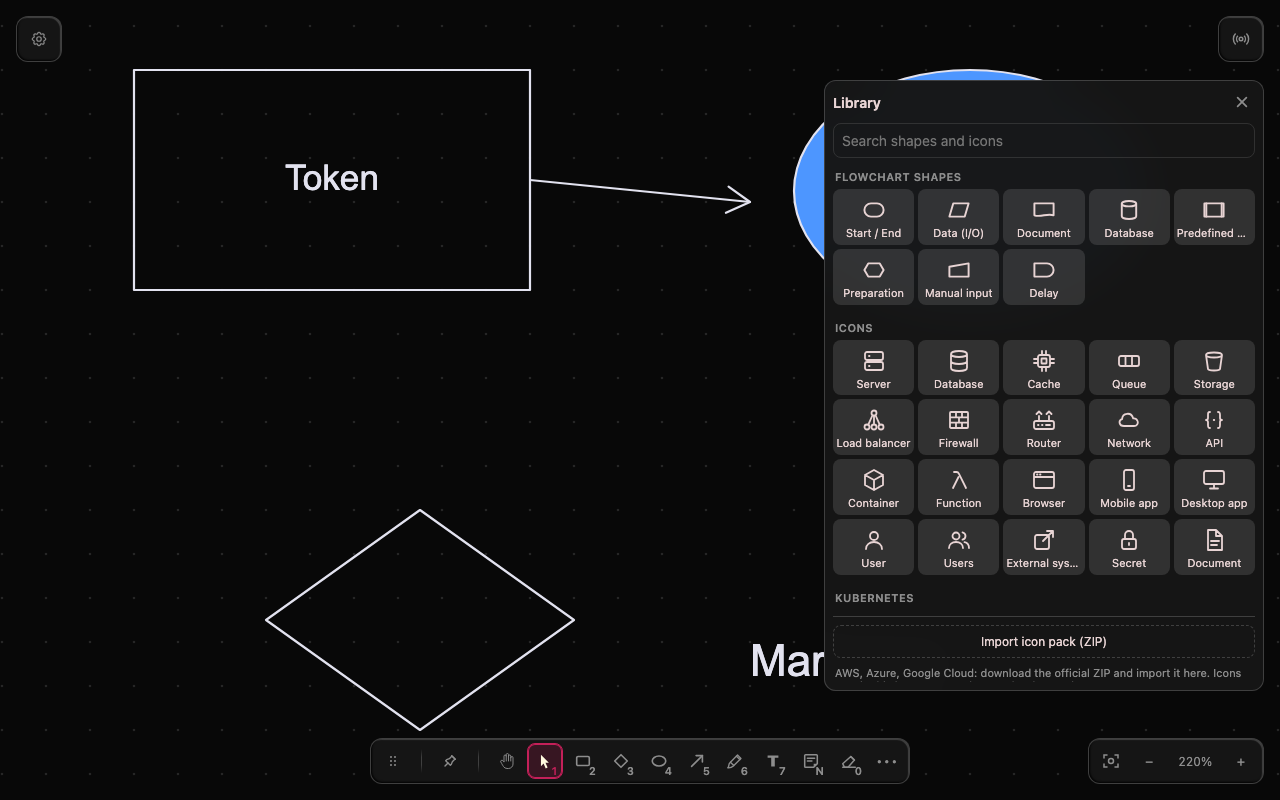 Token
Mar
Library
Search shapes and icons
FLOWCHART SHAPES
Start / End
Data (I/O)
Document
Database
Predefined ...
Preparation
Manual input
Delay
ICONS
Server
Database
Cache
Queue
Storage
Load balancer
Firewall
Router
Network
API
Container
Function
Browser
Mobile app
Desktop app
User
Users
External sys...
Secret
Document
KUBERNETES
Import icon pack (ZIP)
AWS, Azure, Google Cloud: download the official ZIP and import it here. Icons
1
2
3
4
5
6
T 7
N
0
220%